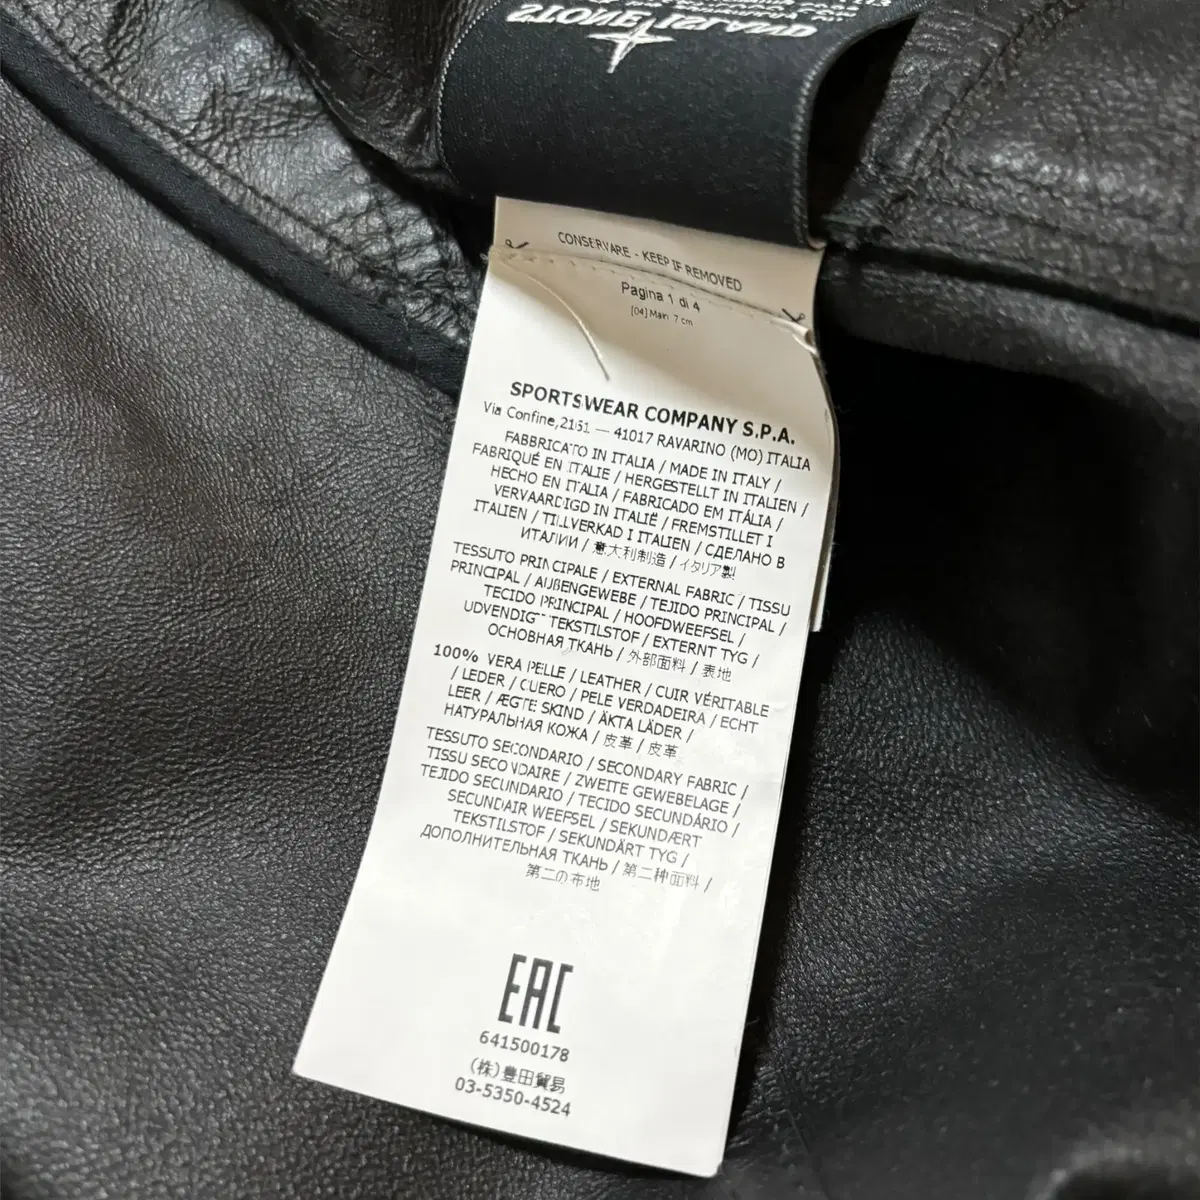 STONE ISLAND
CONSERVARE - KEEP IF REMOVED
Pagina 1 di 4
[04] Main 7 cm
SPORTSWEAR COMPANY S.P.A.
Via Confine,2161 — 41017 RAVARINO (MO) ITALIA
FABBRICATO IN ITALIA / MADE IN ITALY /
FABRIQUÉ EN ITALIE / HERGESTELLT IN ITALIEN /
HECHO EN ITALIA / FABRICADO EM ITÁLIA /
VERVAARDIGD IN ITALIË / FREMSTILLET I
ITALIEN / TILLVERKAD I ITALIEN / СДЕЛАНО В
ИТАЛИИ / 意大利制造 / イタリア製
TESSUTO PRINCIPALE / EXTERNAL FABRIC / TISSU
PRINCIPAL / AUßENGEWEBE / TEJIDO PRINCIPAL /
TECIDO PRINCIPAL / HOOFDWEEFSEL /
UDVENDIGT TEKSTILSTOF / EXTERNT TYG /
ОСНОВНАЯ ТКАНЬ / 外部面料 / 表地
100% VERA PELLE / LEATHER / CUIR VÉRITABLE
/ LEDER / CUERO / PELE VERDADEIRA / ECHT
LEER / ÆGTE SKIND / ÄKTA LÄDER /
НАТУРАЛЬНАЯ КОЖА / 皮革 / 皮革
TESSUTO SECONDARIO / SECONDARY FABRIC /
TISSU SECONDAIRE / ZWEITE GEWEBELAGE /
TEJIDO SECUNDARIO / TECIDO SECUNDÁRIO /
SECUNDAIR WEEFSEL / SEKUNDÆRT
TEKSTILSTOF / SEKUNDÄRT TYG /
ДОПОЛНИТЕЛЬНАЯ ТКАНЬ / 第二种面料 /
第二の布地
EAC
641500178
(株)豊田貿易
03-5350-4524